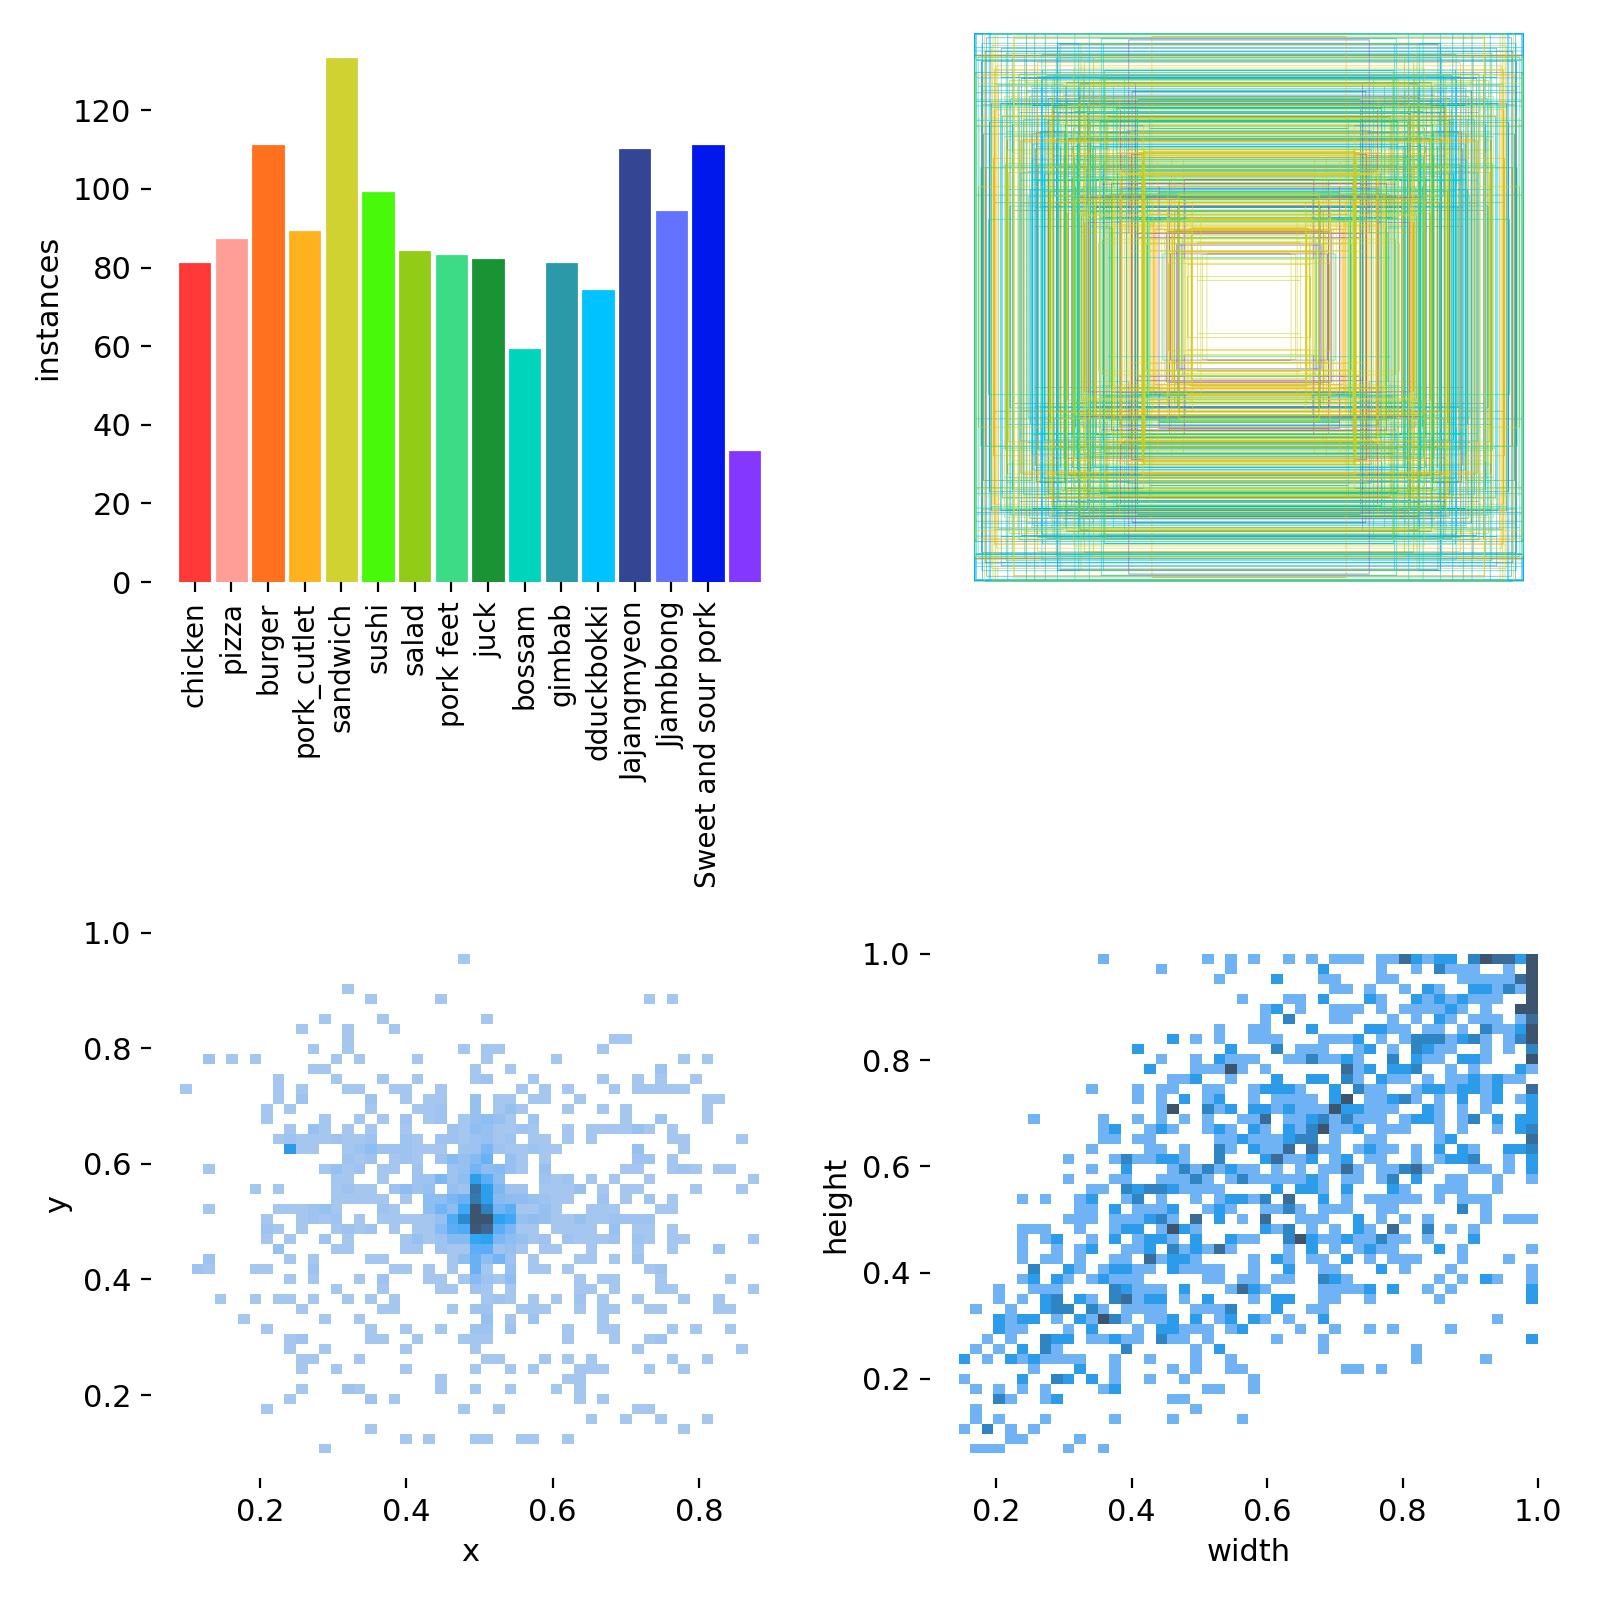 120
100
80
60
40
20
0
instances
chicken
pizza
burger
pork_cutlet
sandwich
sushi
salad
pork feet
juck
bossam
gimbab
dduckbokki
Jajangmyeon
Jjambbong
Sweet and sour pork
1.0
0.8
0.6
0.4
0.2
y
0.2 0.4 0.6 0.8
x
1.0
0.8
0.6
0.4
0.2
height
0.2 0.4 0.6 0.8 1.0
width